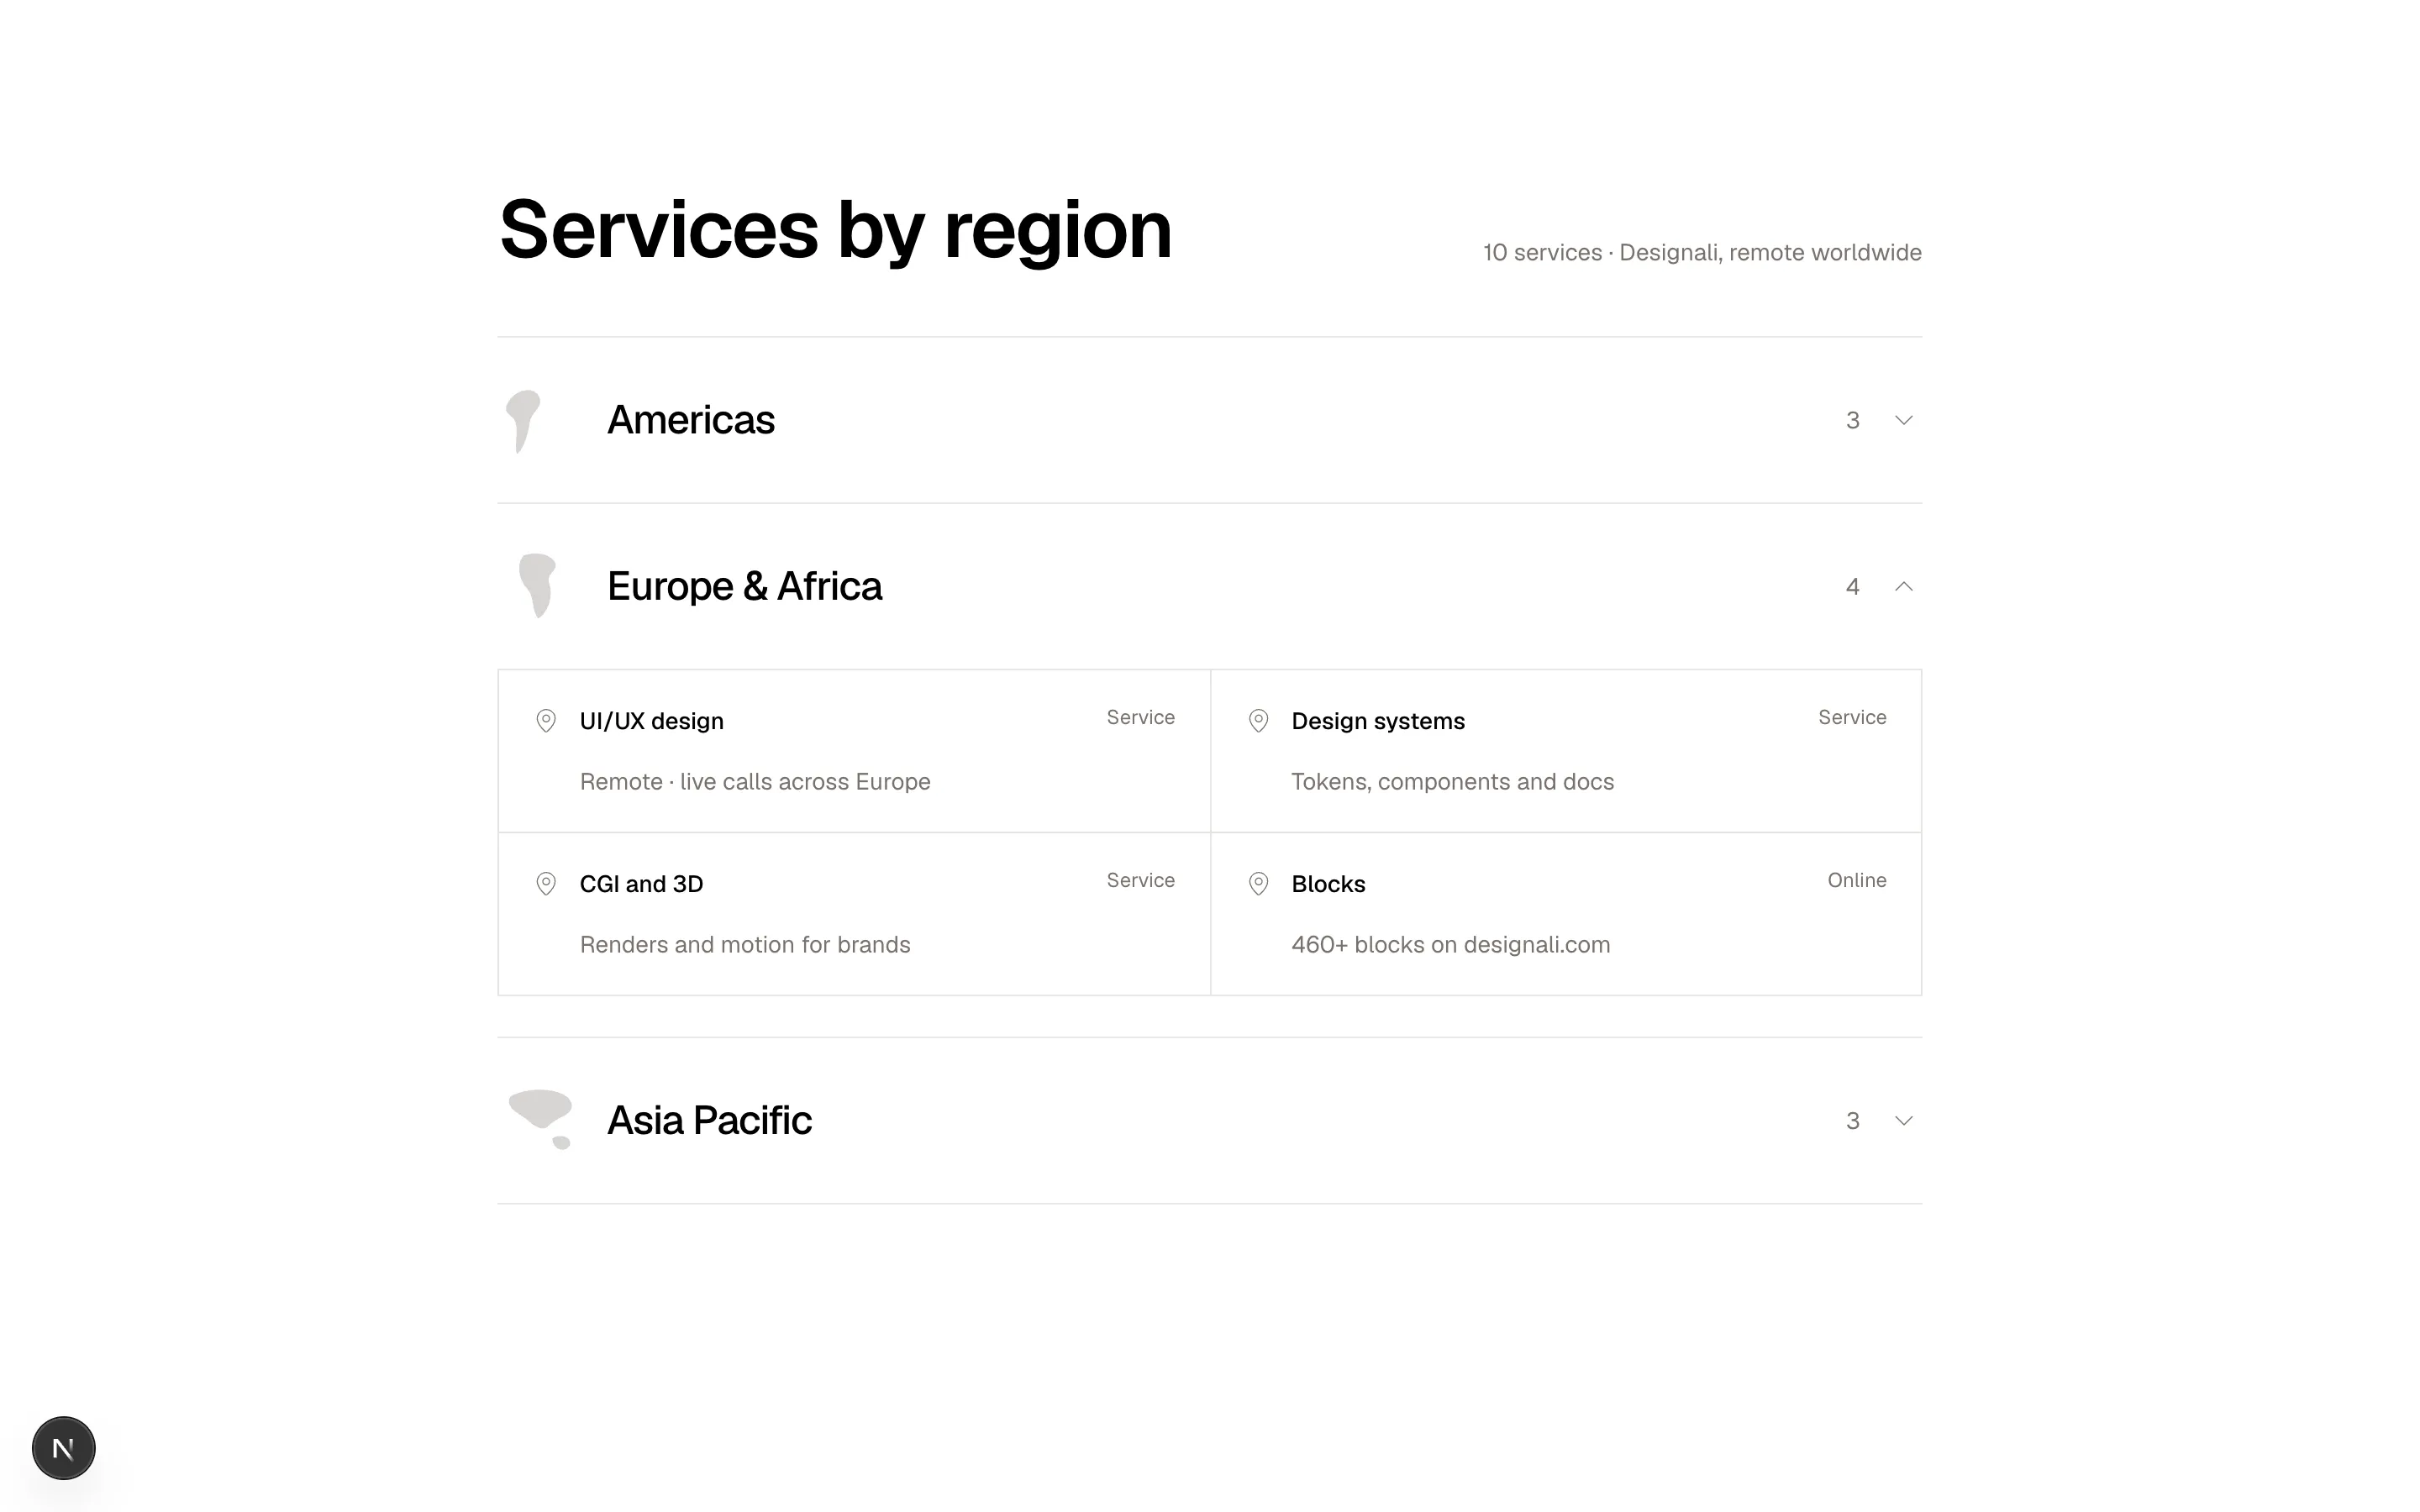 Services by region
10 services · Designali, remote worldwide
Americas
3
Europe & Africa
4
UI/UX design
Service
Remote · live calls across Europe
Design systems
Service
Tokens, components and docs
CGI and 3D
Service
Renders and motion for brands
Blocks
Online
460+ blocks on designali.com
Asia Pacific
3
N